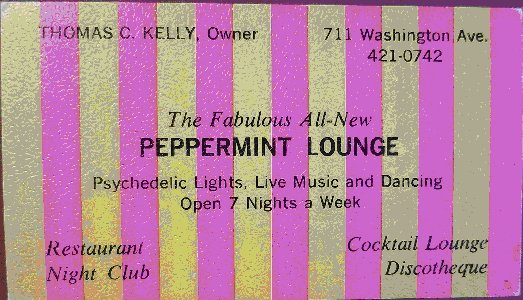 THOMAS C. KELLY, Owner
711 Washington Ave.
421-0742
The Fabulous All-New
PEPPERMINT LOUNGE
Psychedelic Lights, Live Music and Dancing
Open 7 Nights a Week
Restaurant
Night Club
Cocktail Lounge
Discotheque